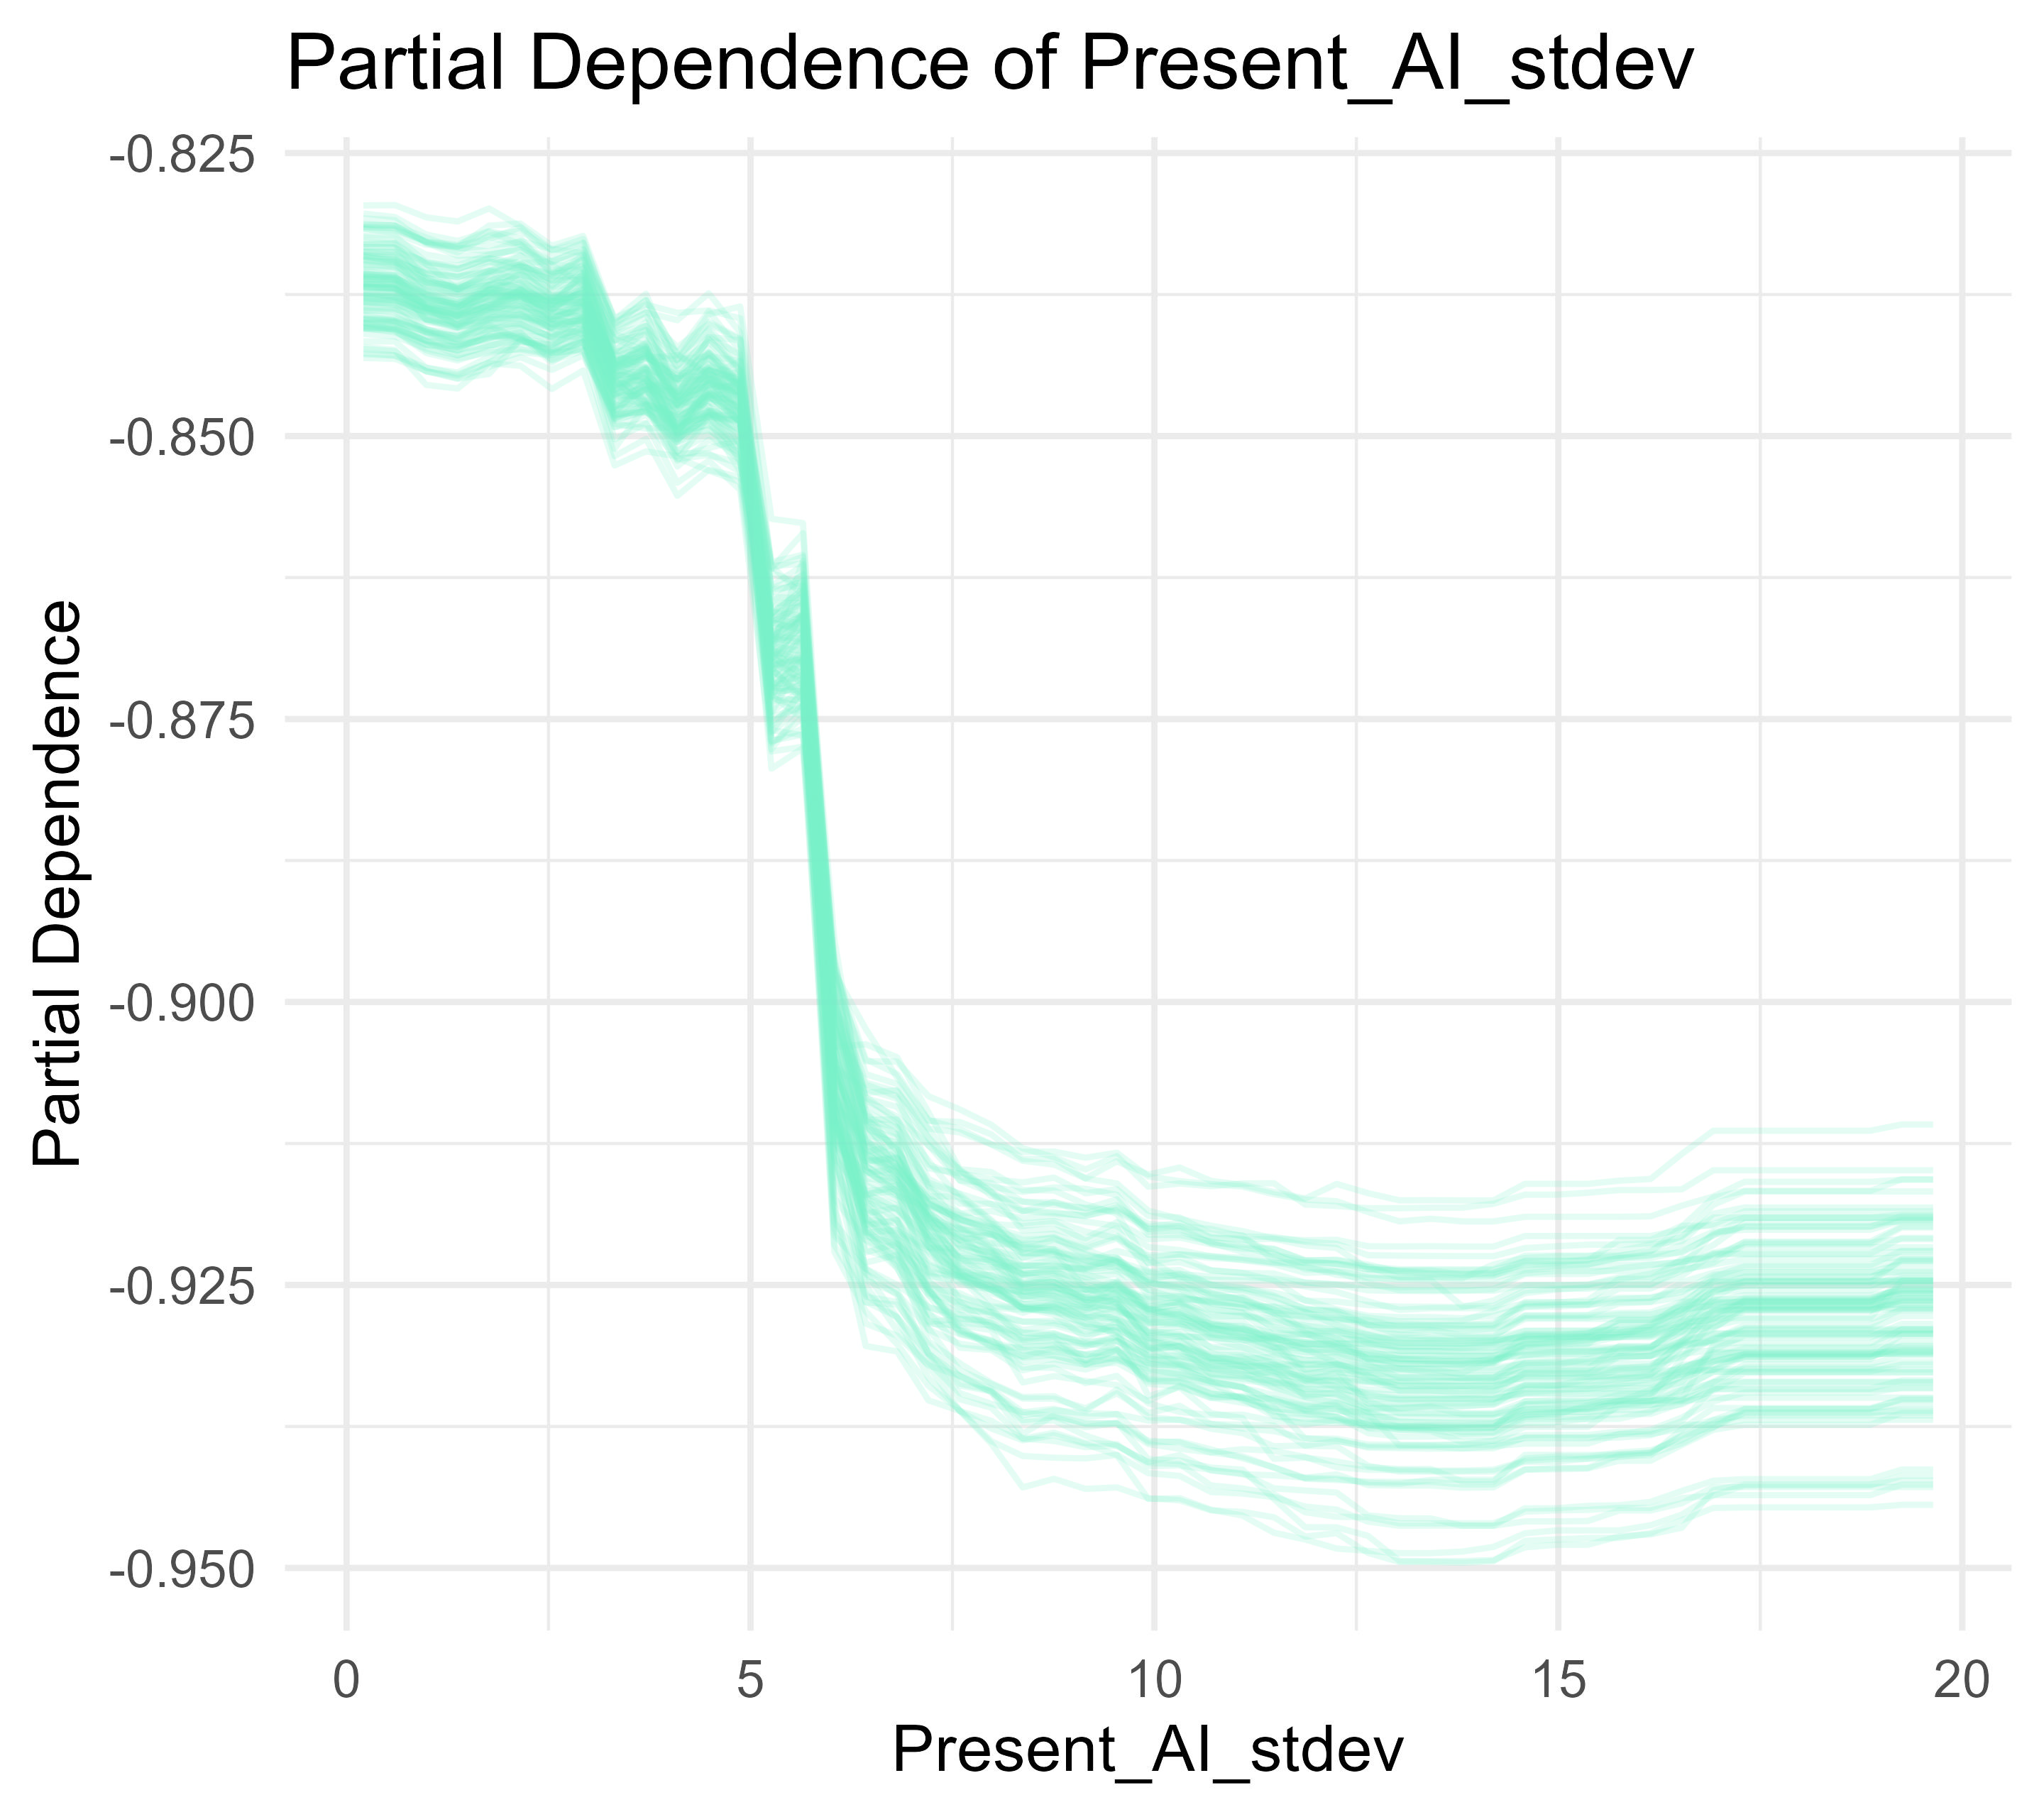 Partial Dependence of Present_AI_stdev
Partial Dependence
-0.825
-0.850
-0.875
-0.900
-0.925
-0.950
0 5 10 15 20
Present_AI_stdev